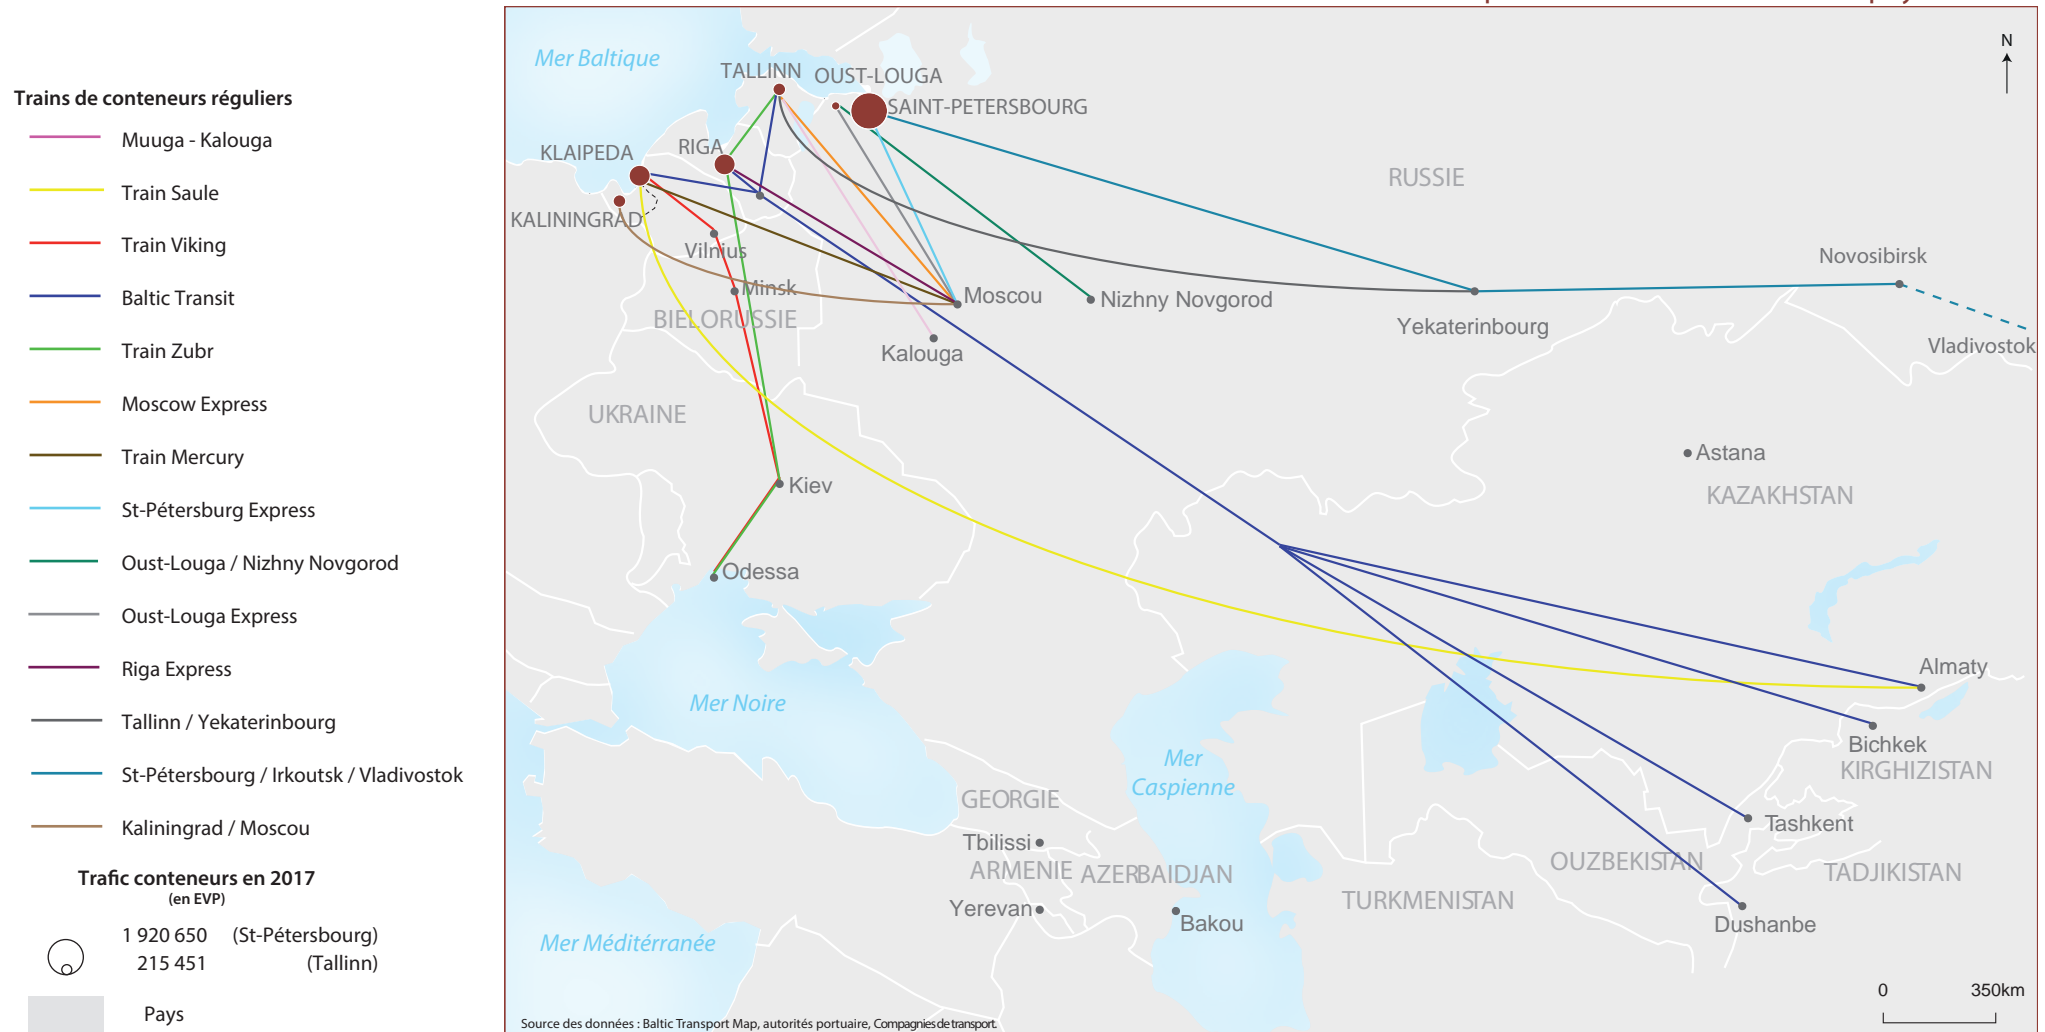 Trains de conteneurs réguliers
Muuga - Kalouga
Train Saule
Train Viking
Baltic Transit
Train Zubr
Moscow Express
Train Mercury
St-Pétersburg Express
Oust-Louga / Nizhny Novgorod
Oust-Louga Express
Riga Express
Tallinn / Yekaterinbourg
St-Pétersbourg / Irkoutsk / Vladivostok
Kaliningrad / Moscou
Trafic conteneurs en 2017
(en EVP)
1 920 650 (St-Pétersbourg)
215 451 (Tallinn)
Pays
Mer Baltique
TALLINN
OUST-LOUGA
SAINT-PETERSBOURG
KLAIPEDA
RIGA
KALININGRAD
Vilnius
Minsk
BIELORUSSIE
Moscou
Kalouga
Nizhny Novgorod
RUSSIE
N
Novosibirsk
Yekaterinbourg
Vladivostok
UKRAINE
Kiev
Odessa
Astana
KAZAKHSTAN
Mer Noire
Almaty
Bichkek
KIRGHIZISTAN
Mer
Caspienne
GEORGIE
Tbilissi
ARMENIE
AZERBAIDJAN
Yerevan
Bakou
Tashkent
OUZBEKISTAN
TADJIKISTAN
TURKMENISTAN
Dushanbe
Mer Méditérranée
0 350km
Source des données : Baltic Transport Map, autorités portuaire, Compagnies de transport.